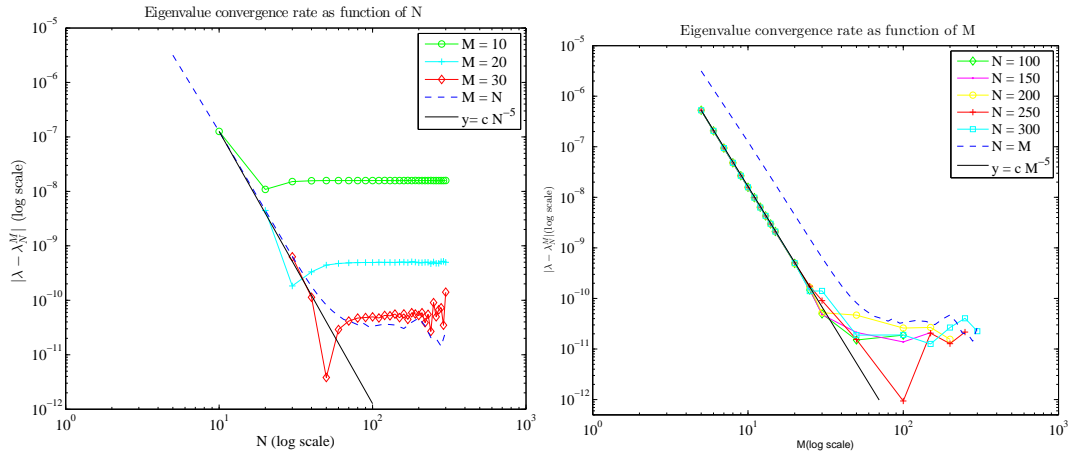 Eigenvalue convergence rate as function of N
|λ − λ_N^M| (log scale)
10^−5
10^−6
10^−7
10^−8
10^−9
10^−10
10^−11
10^−12
10^0
10^1
10^2
10^3
N (log scale)
M = 10
M = 20
M = 30
M = N
y= c N^−5
Eigenvalue convergence rate as function of M
|λ − λ_N^M|(log scale)
10^−5
10^−6
10^−7
10^−8
10^−9
10^−10
10^−11
10^−12
10^0
10^1
10^2
10^3
M(log scale)
N = 100
N = 150
N = 200
N = 250
N = 300
N = M
y = c M^−5